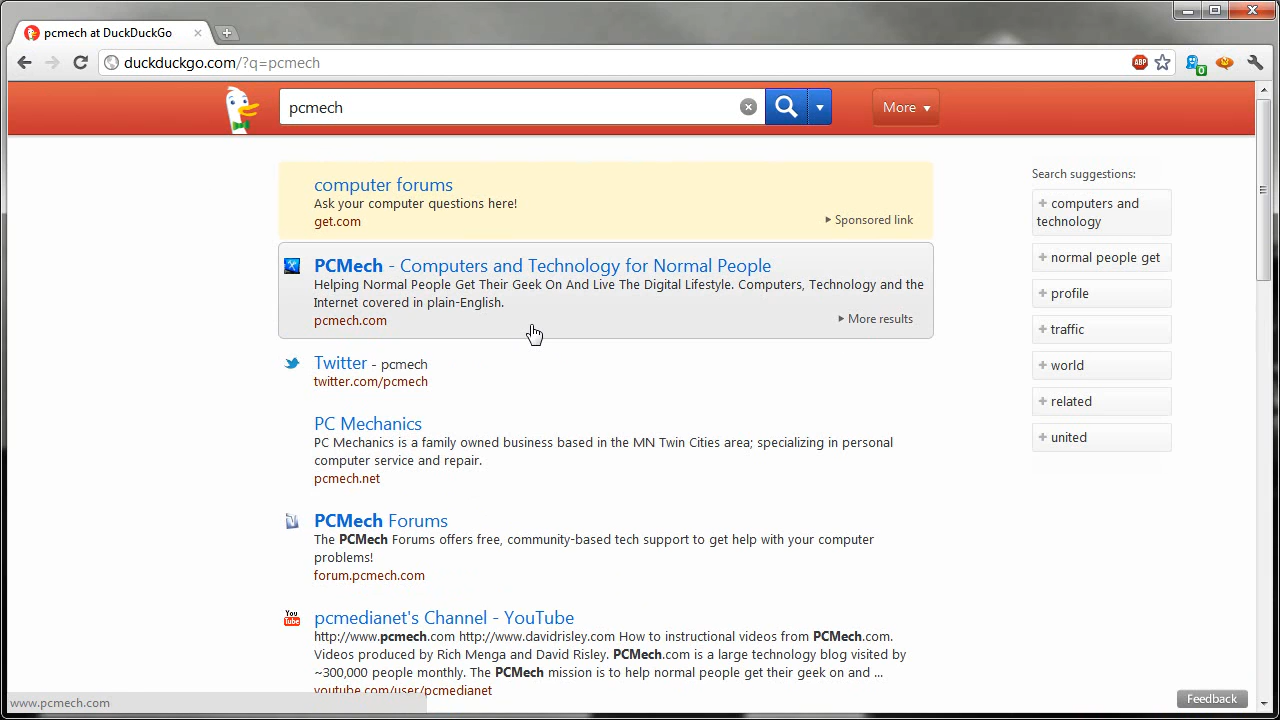 pcmech at DuckDuckGo
duckduckgo.com/?q=pcmech
ABP
0
pcmech
More
computer forums
Ask your computer questions here!
get.com
Sponsored link
PCMech - Computers and Technology for Normal People
Helping Normal People Get Their Geek On And Live The Digital Lifestyle. Computers, Technology and the
Internet covered in plain-English.
pcmech.com
More results
Twitter - pcmech
twitter.com/pcmech
PC Mechanics
PC Mechanics is a family owned business based in the MN Twin Cities area; specializing in personal
computer service and repair.
pcmech.net
PCMech Forums
The PCMech Forums offers free, community-based tech support to get help with your computer
problems!
forum.pcmech.com
You
Tube
pcmedianet's Channel - YouTube
http://www.pcmech.com http://www.davidrisley.com How to instructional videos from PCMech.com.
Videos produced by Rich Menga and David Risley. PCMech.com is a large technology blog visited by
~300,000 people monthly. The PCMech mission is to help normal people get their geek on and ...
youtube.com/user/pcmedianet
Search suggestions:
computers and
technology
normal people get
profile
traffic
world
related
united
www.pcmech.com
Feedback